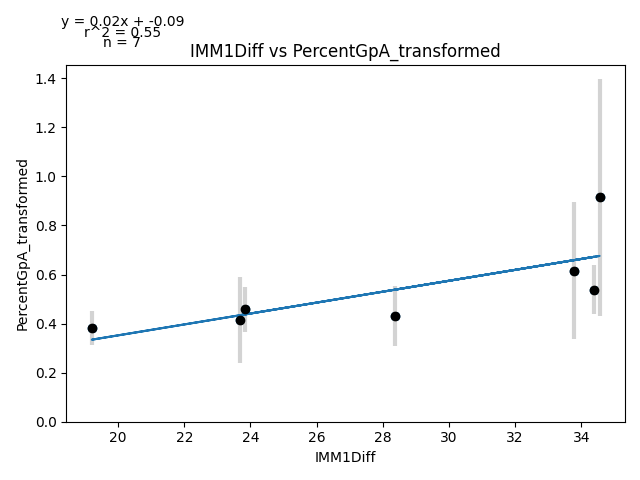 y = 0.02x + -0.09
r^2 = 0.55
n = 7
IMM1Diff vs PercentGpA_transformed
PercentGpA_transformed
1.4
1.2
1.0
0.8
0.6
0.4
0.2
0.0
20 22 24 26 28 30 32 34
IMM1Diff